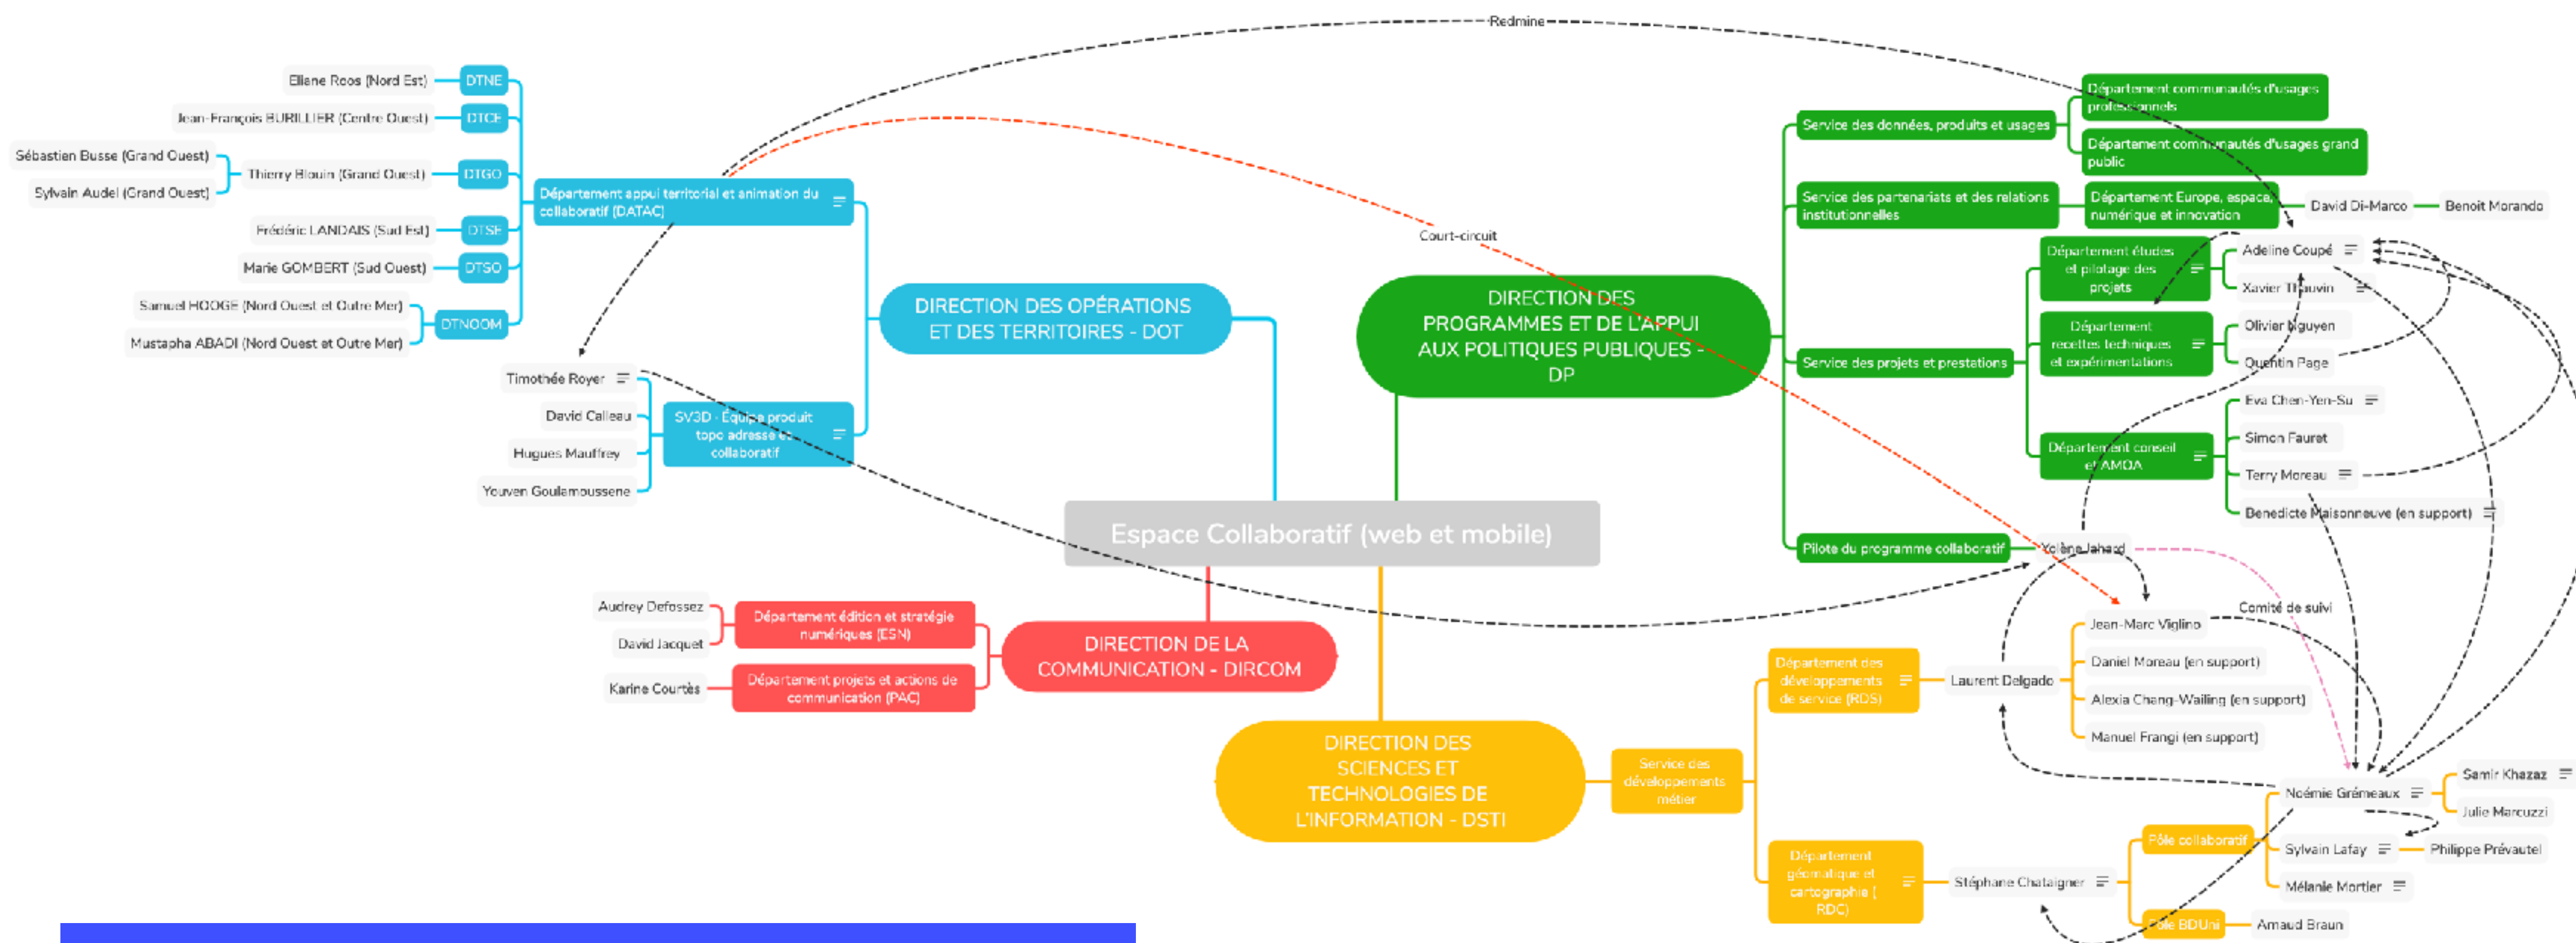 Redmine
Eliane Roos (Nord Est)
DTNE
Jean-François BURILLIER (Centre Ouest)
DTCE
Sébastien Busse (Grand Ouest)
Sylvain Audel (Grand Ouest)
Thierry Blouin (Grand Ouest)
DTGO
Frédéric LANDAIS (Sud Est)
DTSE
Marie GOMBERT (Sud Ouest)
DTSO
Samuel HOOGE (Nord Ouest et Outre Mer)
Mustapha ABADI (Nord Ouest et Outre Mer)
DTNOOM
Département appui territorial et animation du
collaboratif (DATAC)
Timothée Royer
David Calleau
Hugues Mauffrey
Youven Goulamoussene
SV3D - Équipe produit
topo adresse et
collaboratif
DIRECTION DES OPÉRATIONS
ET DES TERRITOIRES - DOT
Court-circuit
DIRECTION DES
PROGRAMMES ET DE L'APPUI
AUX POLITIQUES PUBLIQUES -
DP
Service des données, produits et usages
Département communautés d'usages
professionnels
Département communautés d'usages grand
public
Service des partenariats et des relations
institutionnelles
Département Europe, espace,
numérique et innovation
David Di-Marco
Benoit Morando
Service des projets et prestations
Département études
et pilotage des
projets
Adeline Coupé
Xavier Thauvin
Département
recettes techniques
et expérimentations
Olivier Nguyen
Quentin Page
Département conseil
et AMOA
Eva Chen-Yen-Su
Simon Fauret
Terry Moreau
Benedicte Maisonneuve (en support)
Pilote du programme collaboratif
Yolène Jahard
Espace Collaboratif (web et mobile)
Audrey Defossez
David Jacquet
Département édition et stratégie
numériques (ESN)
Karine Courtès
Département projets et actions de
communication (PAC)
DIRECTION DE LA
COMMUNICATION - DIRCOM
DIRECTION DES
SCIENCES ET
TECHNOLOGIES DE
L'INFORMATION - DSTI
Service des
développements
métier
Département des
développements
de service (RDS)
Laurent Delgado
Comité de suivi
Jean-Marc Viglino
Daniel Moreau (en support)
Alexia Chang-Wailing (en support)
Manuel Frangi (en support)
Département
géomatique et
cartographie (
RDC)
Stéphane Chataigner
Pôle collaboratif
Noémie Grémeaux
Samir Khazaz
Julie Marcuzzi
Sylvain Lafay
Philippe Prévautel
Mélanie Mortier
Pôle BDUni
Arnaud Braun